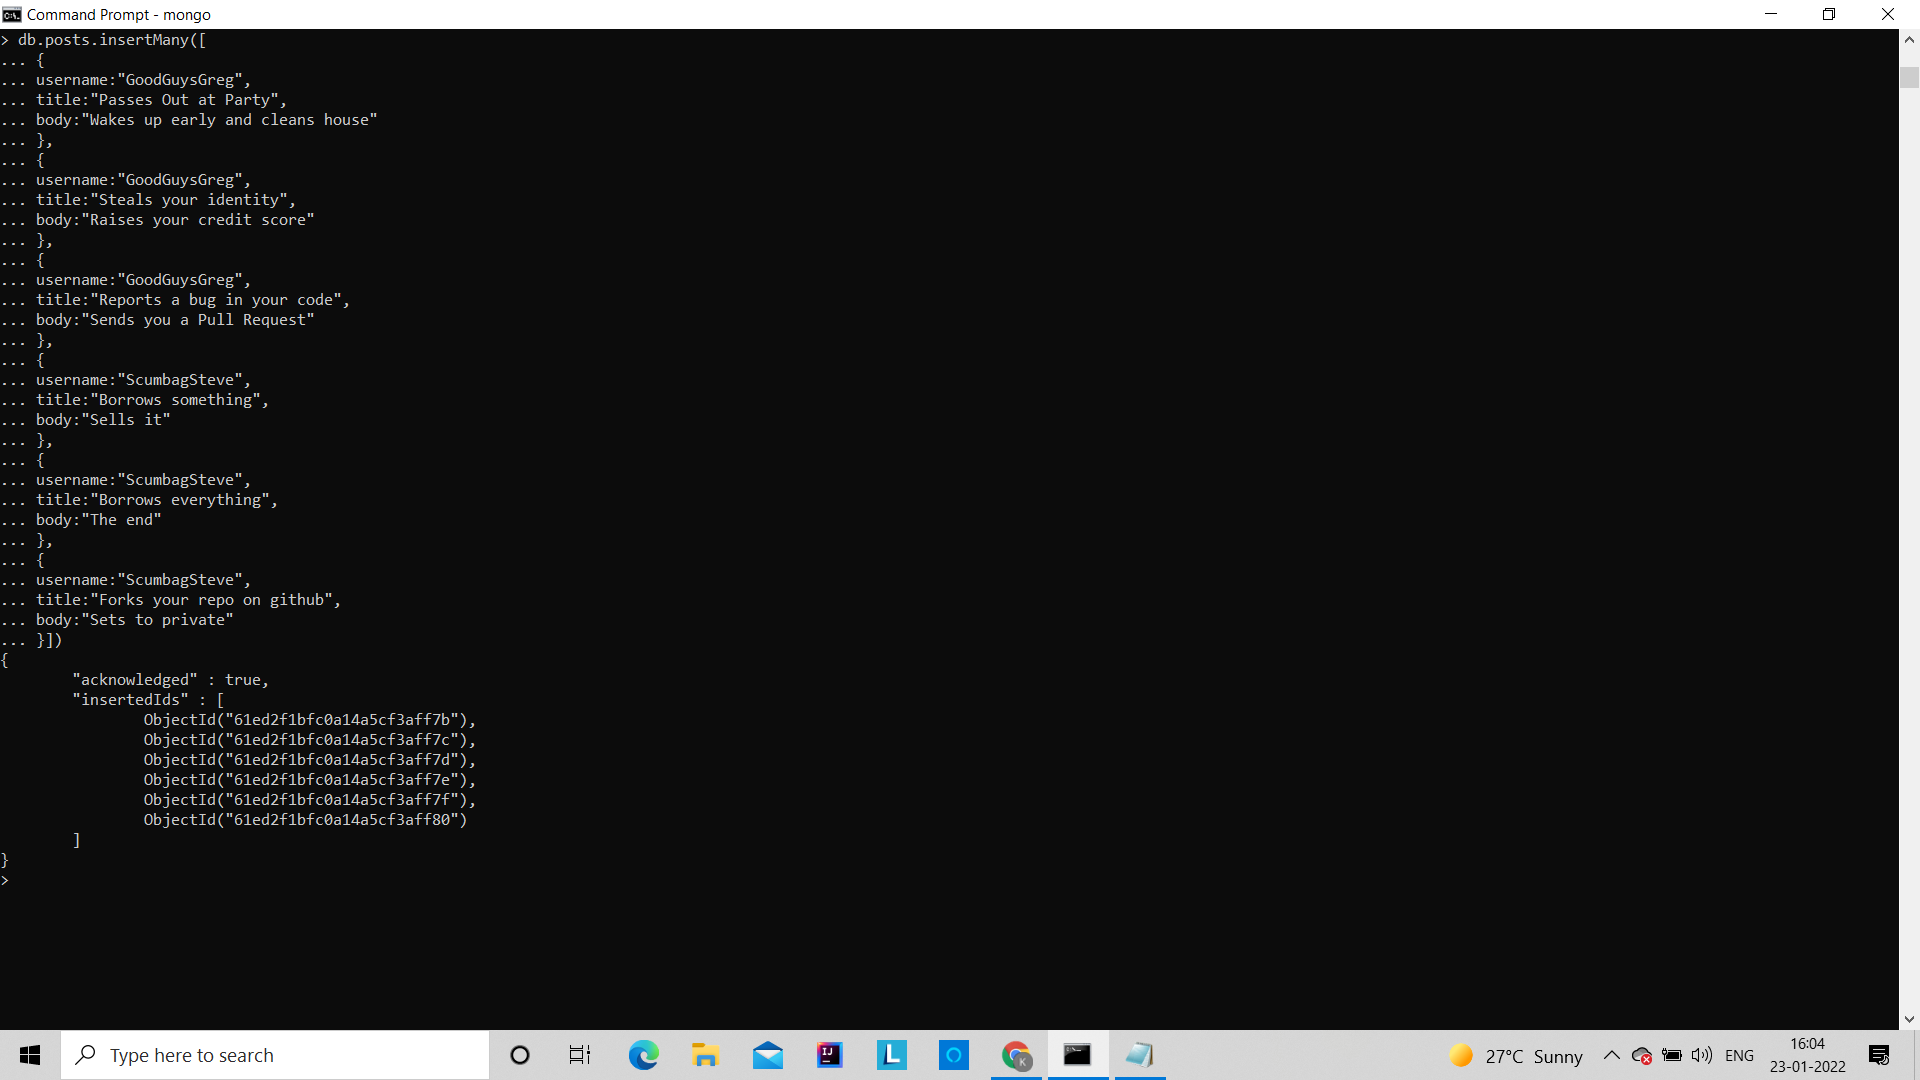 Command Prompt - mongo
> db.posts.insertMany([
... {
... username:"GoodGuysGreg",
... title:"Passes Out at Party",
... body:"Wakes up early and cleans house"
... },
... {
... username:"GoodGuysGreg",
... title:"Steals your identity",
... body:"Raises your credit score"
... },
... {
... username:"GoodGuysGreg",
... title:"Reports a bug in your code",
... body:"Sends you a Pull Request"
... },
... {
... username:"ScumbagSteve",
... title:"Borrows something",
... body:"Sells it"
... },
... {
... username:"ScumbagSteve",
... title:"Borrows everything",
... body:"The end"
... },
... {
... username:"ScumbagSteve",
... title:"Forks your repo on github",
... body:"Sets to private"
... }])
{
        "acknowledged" : true,
        "insertedIds" : [
                ObjectId("61ed2f1bfc0a14a5cf3aff7b"),
                ObjectId("61ed2f1bfc0a14a5cf3aff7c"),
                ObjectId("61ed2f1bfc0a14a5cf3aff7d"),
                ObjectId("61ed2f1bfc0a14a5cf3aff7e"),
                ObjectId("61ed2f1bfc0a14a5cf3aff7f"),
                ObjectId("61ed2f1bfc0a14a5cf3aff80")
        ]
}
>
Type here to search
27°C Sunny
ENG
16:04
23-01-2022